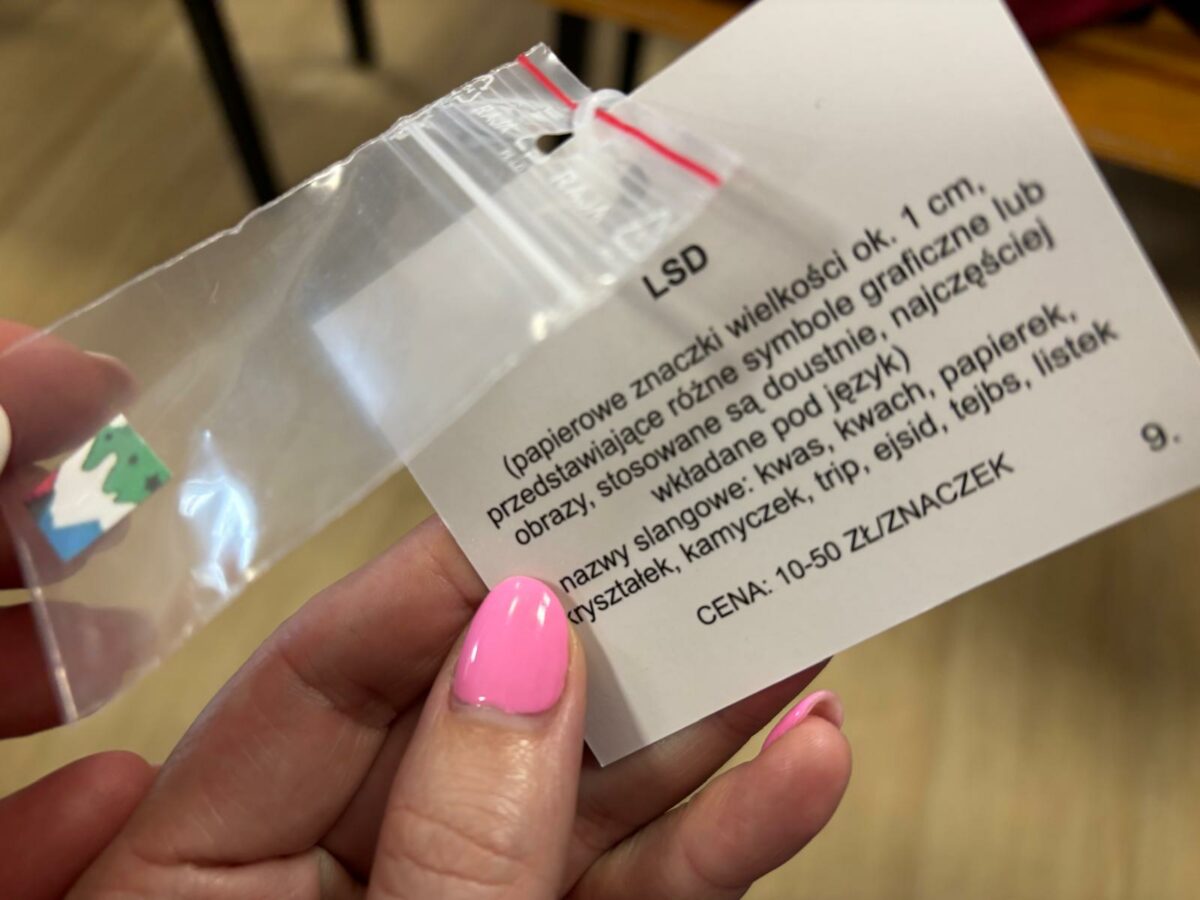 LSD
(papierowe znaczki wielkości ok. 1 cm,
przedstawiające różne symbole graficzne lub
obrazy, stosowane są doustnie, najczęściej
wkładane pod język)
nazwy slangowe: kwas, kwach, papierek,
kryształek, kamyczek, trip, ejsid, tejbs, listek
CENA: 10-50 ZŁ/ZNACZEK
9.